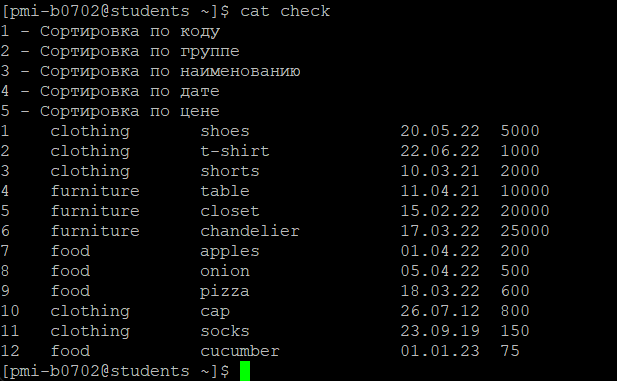 [pmi-b0702@students ~]$ cat check
1 - Сортировка по коду
2 - Сортировка по группе
3 - Сортировка по наименованию
4 - Сортировка по дате
5 - Сортировка по цене
1    clothing       shoes               20.05.22  5000
2    clothing       t-shirt             22.06.22  1000
3    clothing       shorts              10.03.21  2000
4    furniture      table               11.04.21  10000
5    furniture      closet              15.02.22  20000
6    furniture      chandelier          17.03.22  25000
7    food           apples              01.04.22  200
8    food           onion               05.04.22  500
9    food           pizza               18.03.22  600
10   clothing       cap                 26.07.12  800
11   clothing       socks               23.09.19  150
12   food           cucumber            01.01.23  75
[pmi-b0702@students ~]$